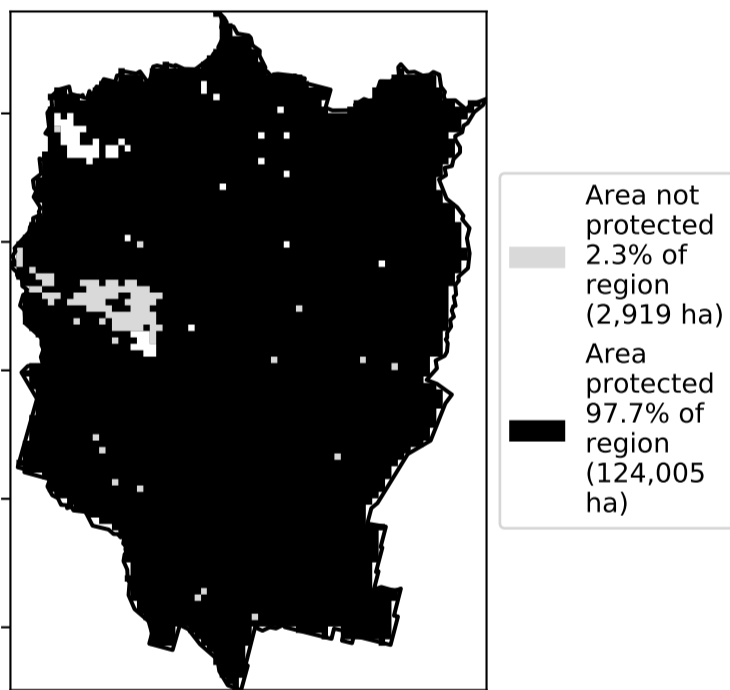 Area not
protected
2.3% of
region
(2,919 ha)
Area
protected
97.7% of
region
(124,005
ha)